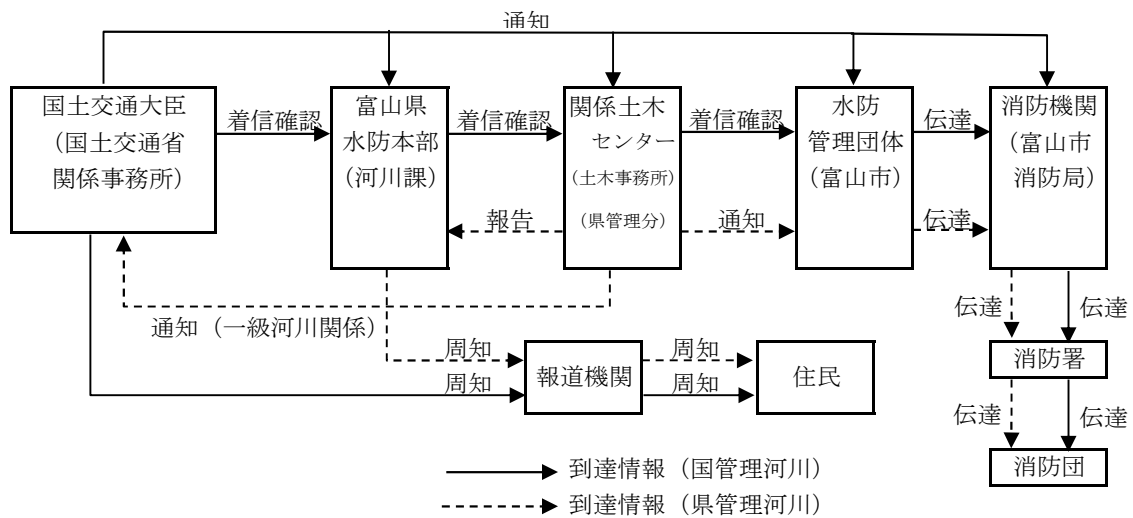 通知
国土交通大臣
（国土交通省
関係事務所）
着信確認
富山県
水防本部
（河川課）
着信確認
関係土木
センター
（土木事務所）
（県管理分）
着信確認
水防
管理団体
（富山市）
伝達
消防機関
（富山市
消防局）
報告
通知
伝達
通知（一級河川関係）
伝達
伝達
周知
周知
報道機関
周知
周知
住民
消防署
伝達
伝達
消防団
到達情報（国管理河川）
到達情報（県管理河川）